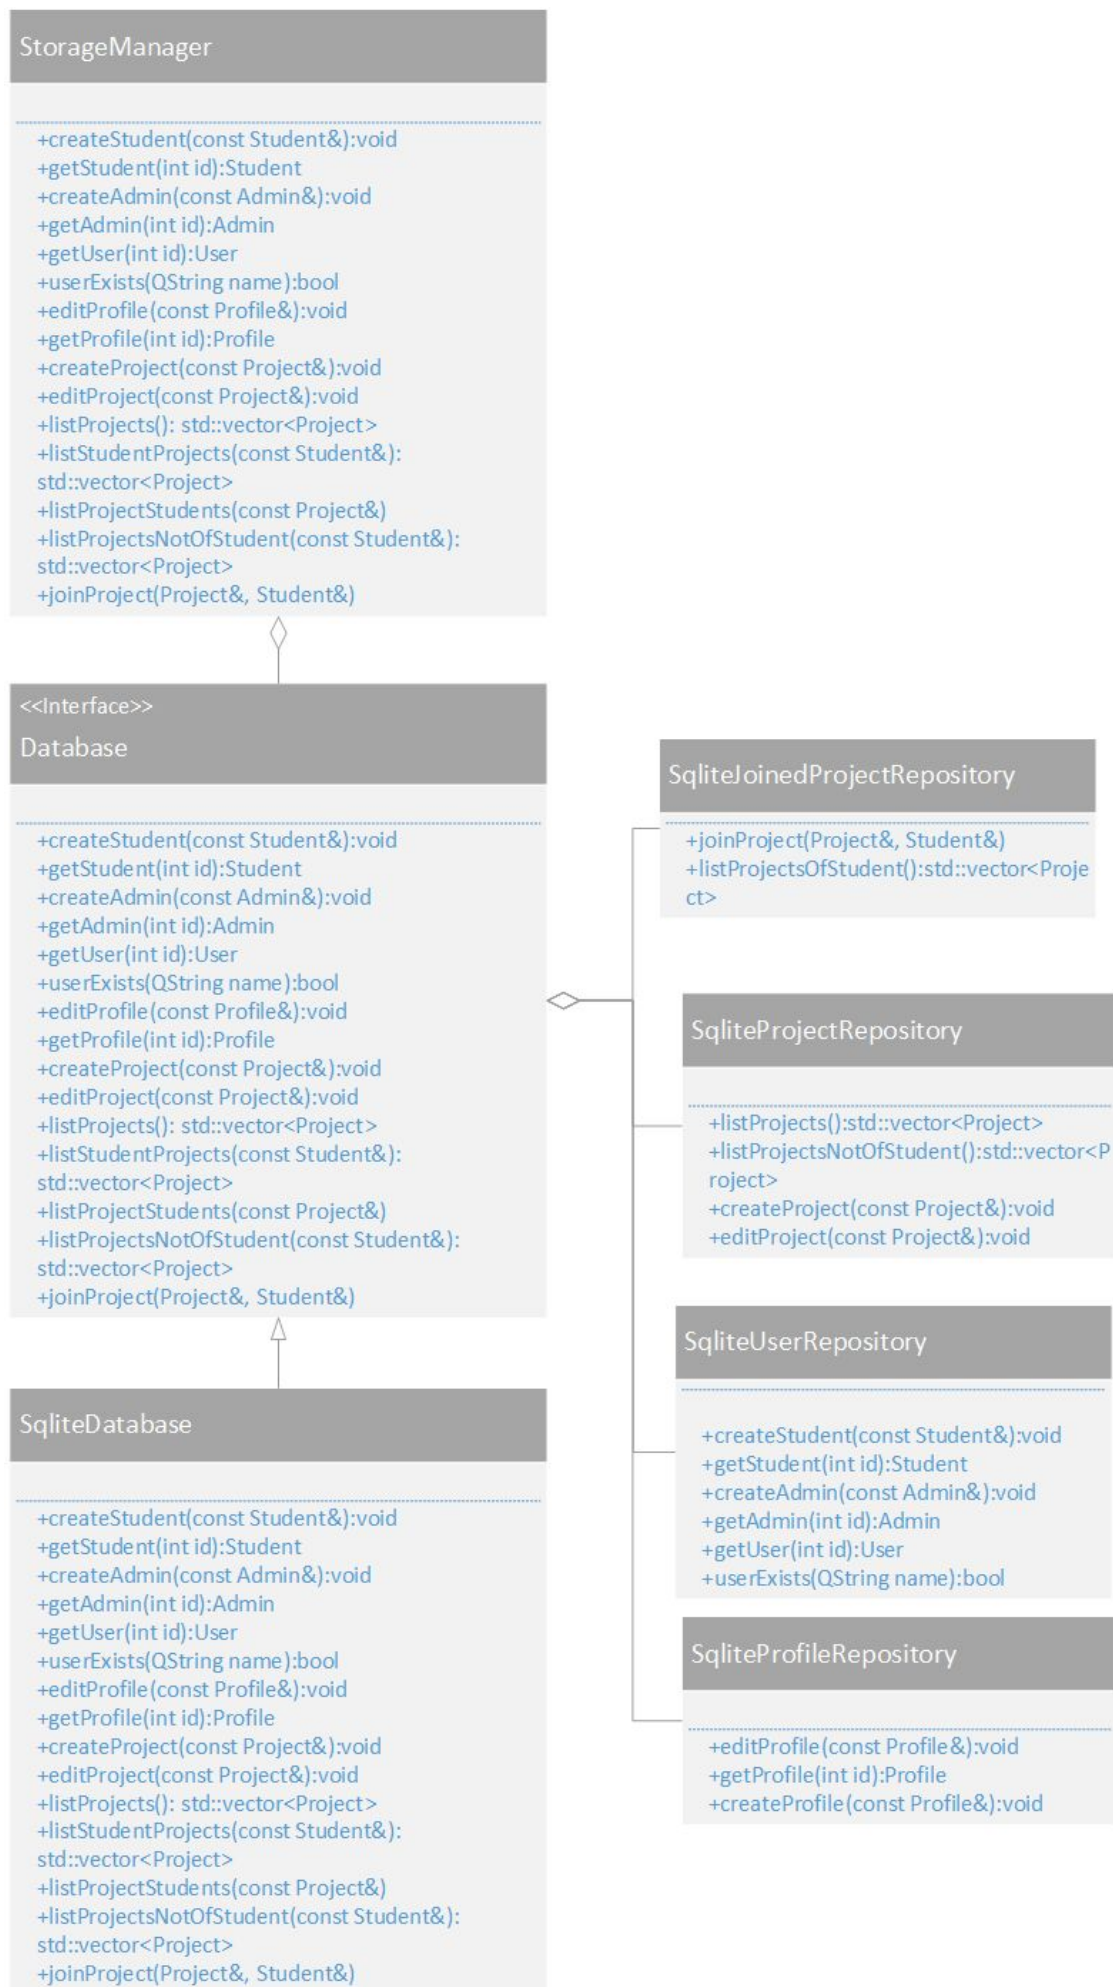 StorageManager
+createStudent(const Student&):void
+getStudent(int id):Student
+createAdmin(const Admin&):void
+getAdmin(int id):Admin
+getUser(int id):User
+userExists(QString name):bool
+editProfile(const Profile&):void
+getProfile(int id):Profile
+createProject(const Project&):void
+editProject(const Project&):void
+listProjects(): std::vector<Project>
+listStudentProjects(const Student&):
std::vector<Project>
+listProjectStudents(const Project&)
+listProjectsNotOfStudent(const Student&):
std::vector<Project>
+joinProject(Project&, Student&)
<<Interface>>
Database
+createStudent(const Student&):void
+getStudent(int id):Student
+createAdmin(const Admin&):void
+getAdmin(int id):Admin
+getUser(int id):User
+userExists(QString name):bool
+editProfile(const Profile&):void
+getProfile(int id):Profile
+createProject(const Project&):void
+editProject(const Project&):void
+listProjects(): std::vector<Project>
+listStudentProjects(const Student&):
std::vector<Project>
+listProjectStudents(const Project&)
+listProjectsNotOfStudent(const Student&):
std::vector<Project>
+joinProject(Project&, Student&)
SqliteDatabase
+createStudent(const Student&):void
+getStudent(int id):Student
+createAdmin(const Admin&):void
+getAdmin(int id):Admin
+getUser(int id):User
+userExists(QString name):bool
+editProfile(const Profile&):void
+getProfile(int id):Profile
+createProject(const Project&):void
+editProject(const Project&):void
+listProjects(): std::vector<Project>
+listStudentProjects(const Student&):
std::vector<Project>
+listProjectStudents(const Project&)
+listProjectsNotOfStudent(const Student&):
std::vector<Project>
+joinProject(Project&, Student&)
SqliteJoinedProjectRepository
+joinProject(Project&, Student&)
+listProjectsOfStudent():std::vector<Proje
ct>
SqliteProjectRepository
+listProjects():std::vector<Project>
+listProjectsNotOfStudent():std::vector<P
roject>
+createProject(const Project&):void
+editProject(const Project&):void
SqliteUserRepository
+createStudent(const Student&):void
+getStudent(int id):Student
+createAdmin(const Admin&):void
+getAdmin(int id):Admin
+getUser(int id):User
+userExists(QString name):bool
SqliteProfileRepository
+editProfile(const Profile&):void
+getProfile(int id):Profile
+createProfile(const Profile&):void